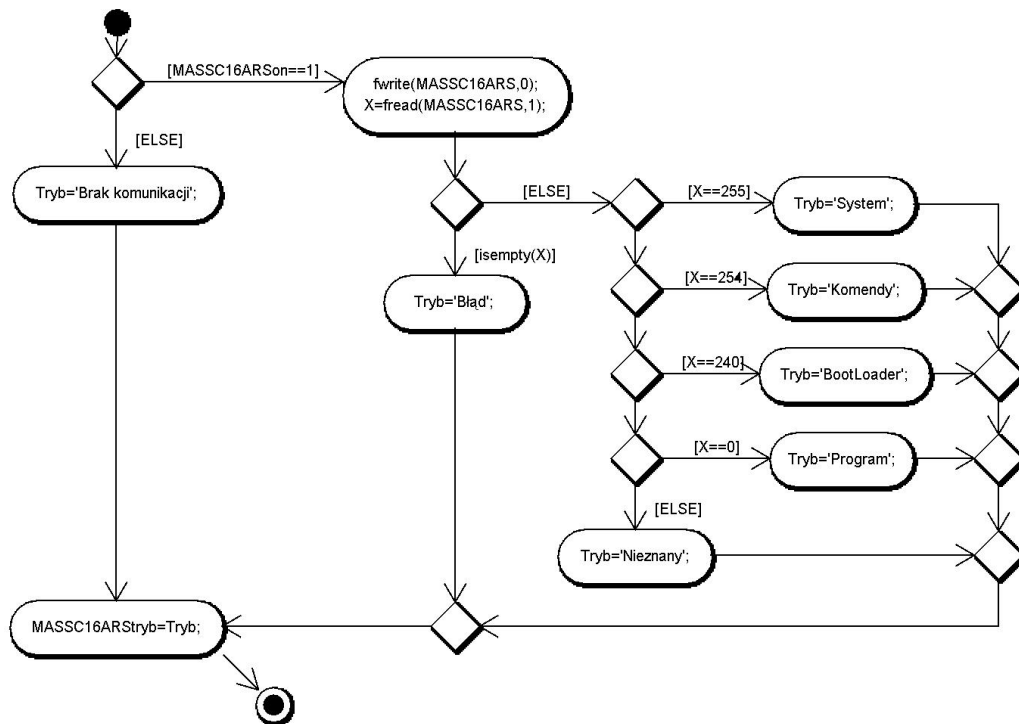 [MASSC16ARSon==1]
fwrite(MASSC16ARS,0);
X=fread(MASSC16ARS,1);
[ELSE]
Tryb='Brak komunikacji';
[ELSE]
[X==255]
Tryb='System';
[isempty(X)]
Tryb='Błąd';
[X==254]
Tryb='Komendy';
[X==240]
Tryb='BootLoader';
[X==0]
Tryb='Program';
[ELSE]
Tryb='Nieznany';
MASSC16ARStryb=Tryb;